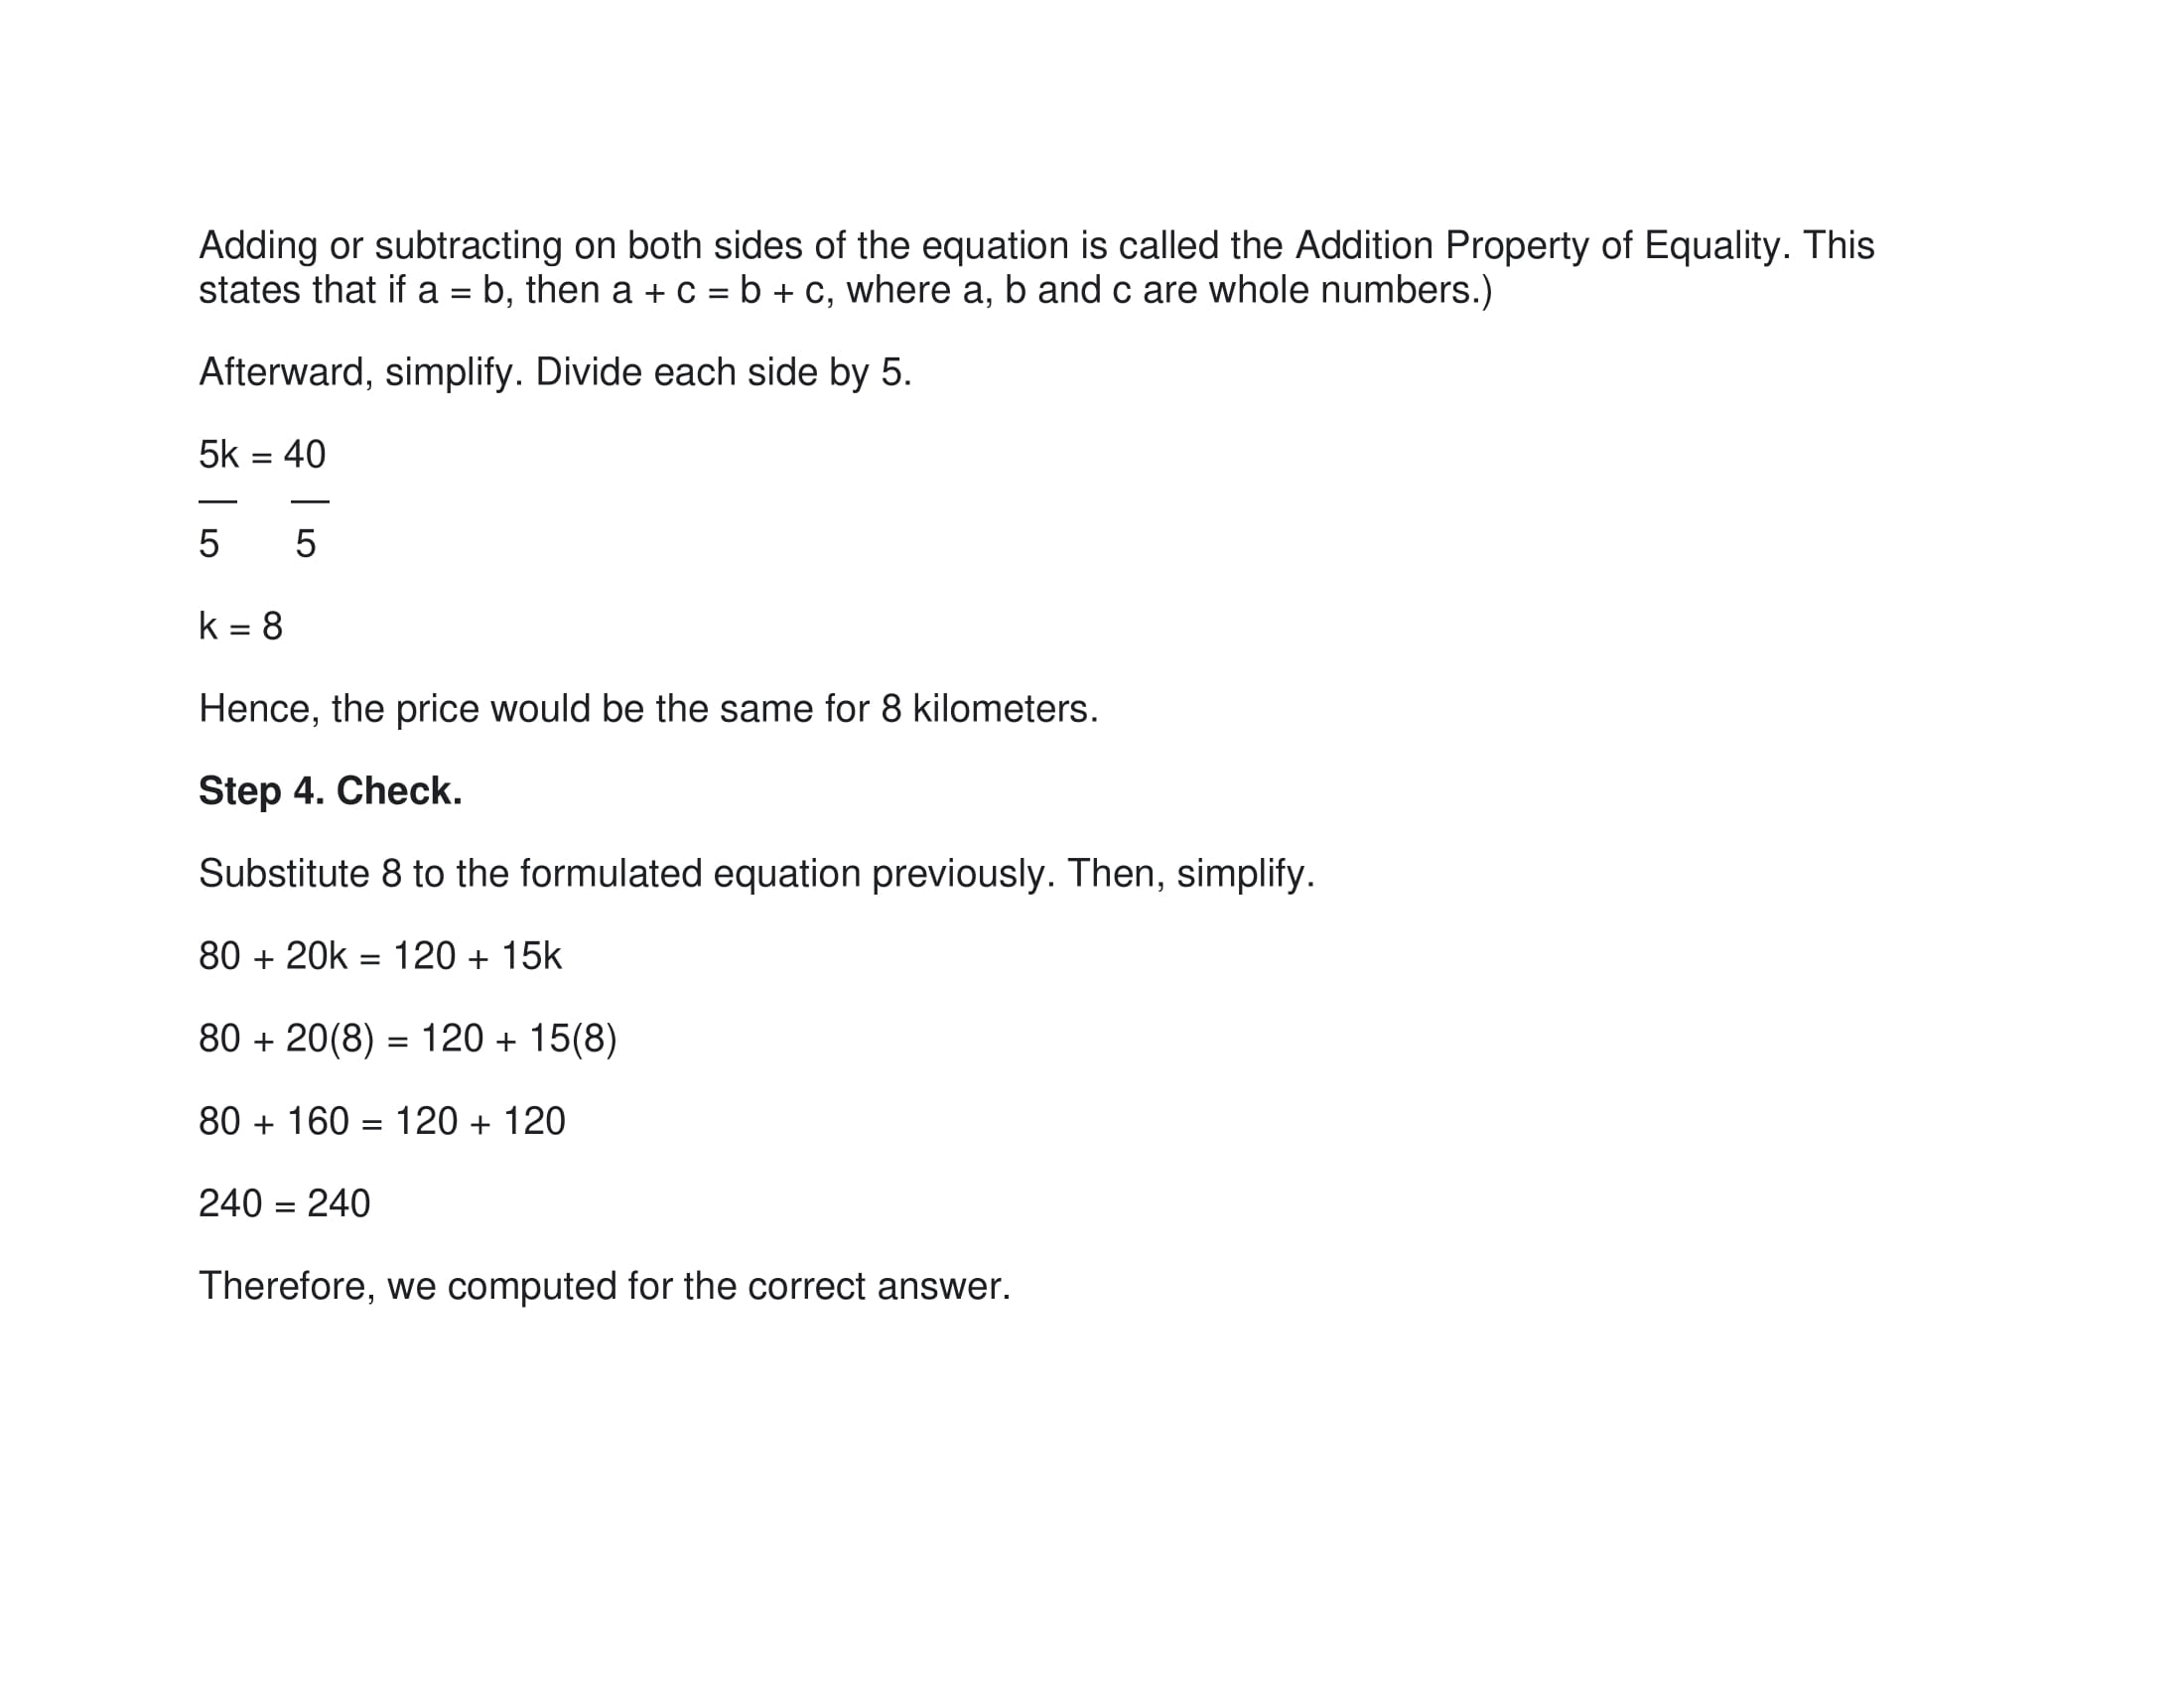 Adding or subtracting on both sides of the equation is called the Addition Property of Equality. This
states that if a = b, then a + c = b + c, where a, b and c are whole numbers.)
Afterward, simplify. Divide each side by 5.
5k = 40
— —
5 5
k = 8
Hence, the price would be the same for 8 kilometers.
Step 4. Check.
Substitute 8 to the formulated equation previously. Then, simplify.
80 + 20k = 120 + 15k
80 + 20(8) = 120 + 15(8)
80 + 160 = 120 + 120
240 = 240
Therefore, we computed for the correct answer.